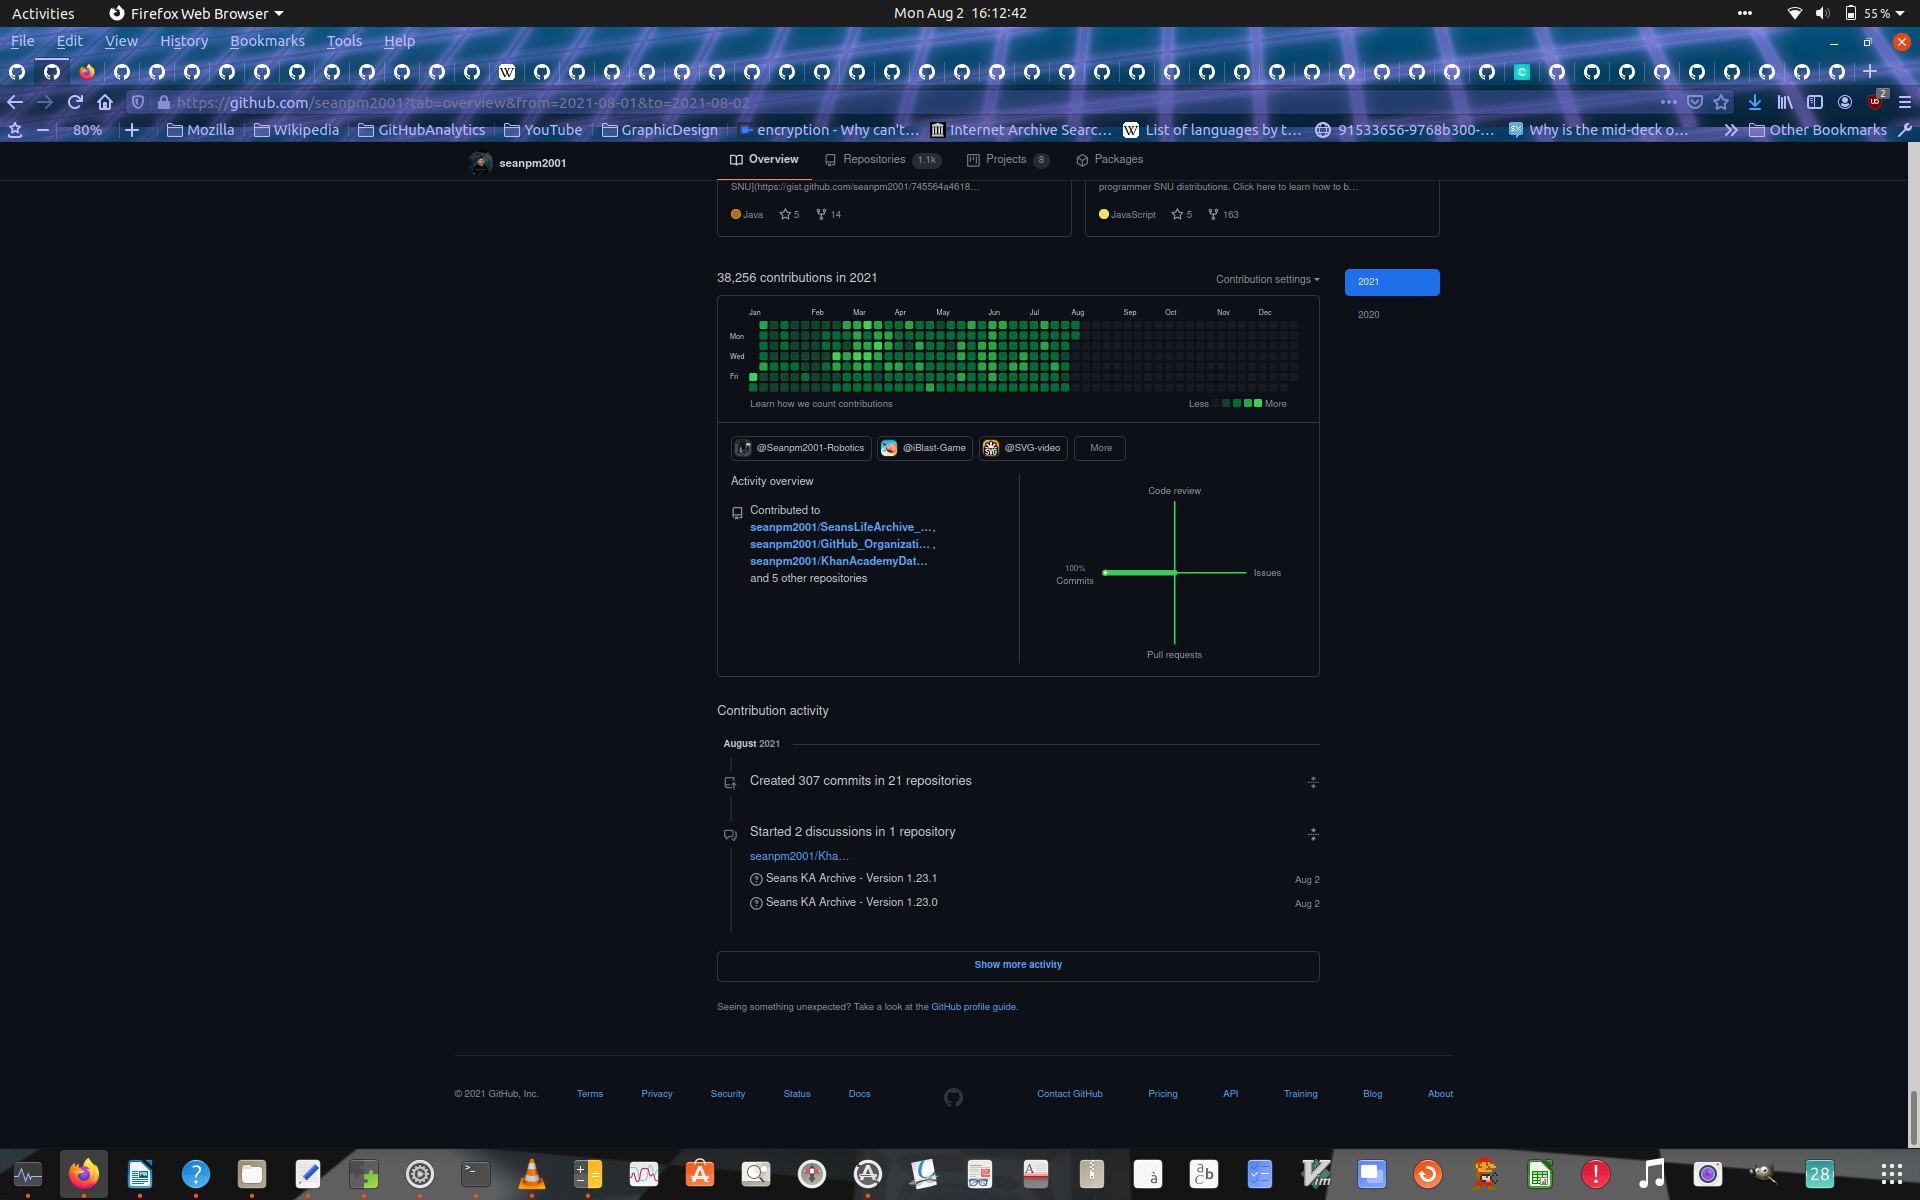 Activities
Firefox Web Browser
Mon Aug 2 16:12:42
55 %
File Edit View History Bookmarks Tools Help
https://github.com/seanpm2001?tab=overview&from=2021-08-01&to=2021-08-02
2
80%
Mozilla
Wikipedia
GitHubAnalytics
YouTube
GraphicDesign
encryption - Why can't…
Internet Archive Searc…
List of languages by t…
91533656-9768b300-…
Why is the mid-deck o…
Other Bookmarks
seanpm2001
Overview
Repositories 1.1k
Projects 8
Packages
SNU](https://gist.github.com/seanpm2001/745564a4618…
Java 5 14
programmer SNU distributions. Click here to learn how to b…
JavaScript 5 163
38,256 contributions in 2021
Contribution settings
2021
2020
Jan Feb Mar Apr May Jun Jul Aug Sep Oct Nov Dec
Mon
Wed
Fri
Learn how we count contributions
Less
More
@Seanpm2001-Robotics
@iBlast-Game
@SVG-video
More
Activity overview
Contributed to
seanpm2001/SeansLifeArchive_… ,
seanpm2001/GitHub_Organizati… ,
seanpm2001/KhanAcademyDat…
and 5 other repositories
Code review
100%
Commits
Issues
Pull requests
Contribution activity
August 2021
Created 307 commits in 21 repositories
Started 2 discussions in 1 repository
seanpm2001/Kha…
Seans KA Archive - Version 1.23.1
Aug 2
Seans KA Archive - Version 1.23.0
Aug 2
Show more activity
Seeing something unexpected? Take a look at the GitHub profile guide.
© 2021 GitHub, Inc.
Terms
Privacy
Security
Status
Docs
Contact GitHub
Pricing
API
Training
Blog
About
28